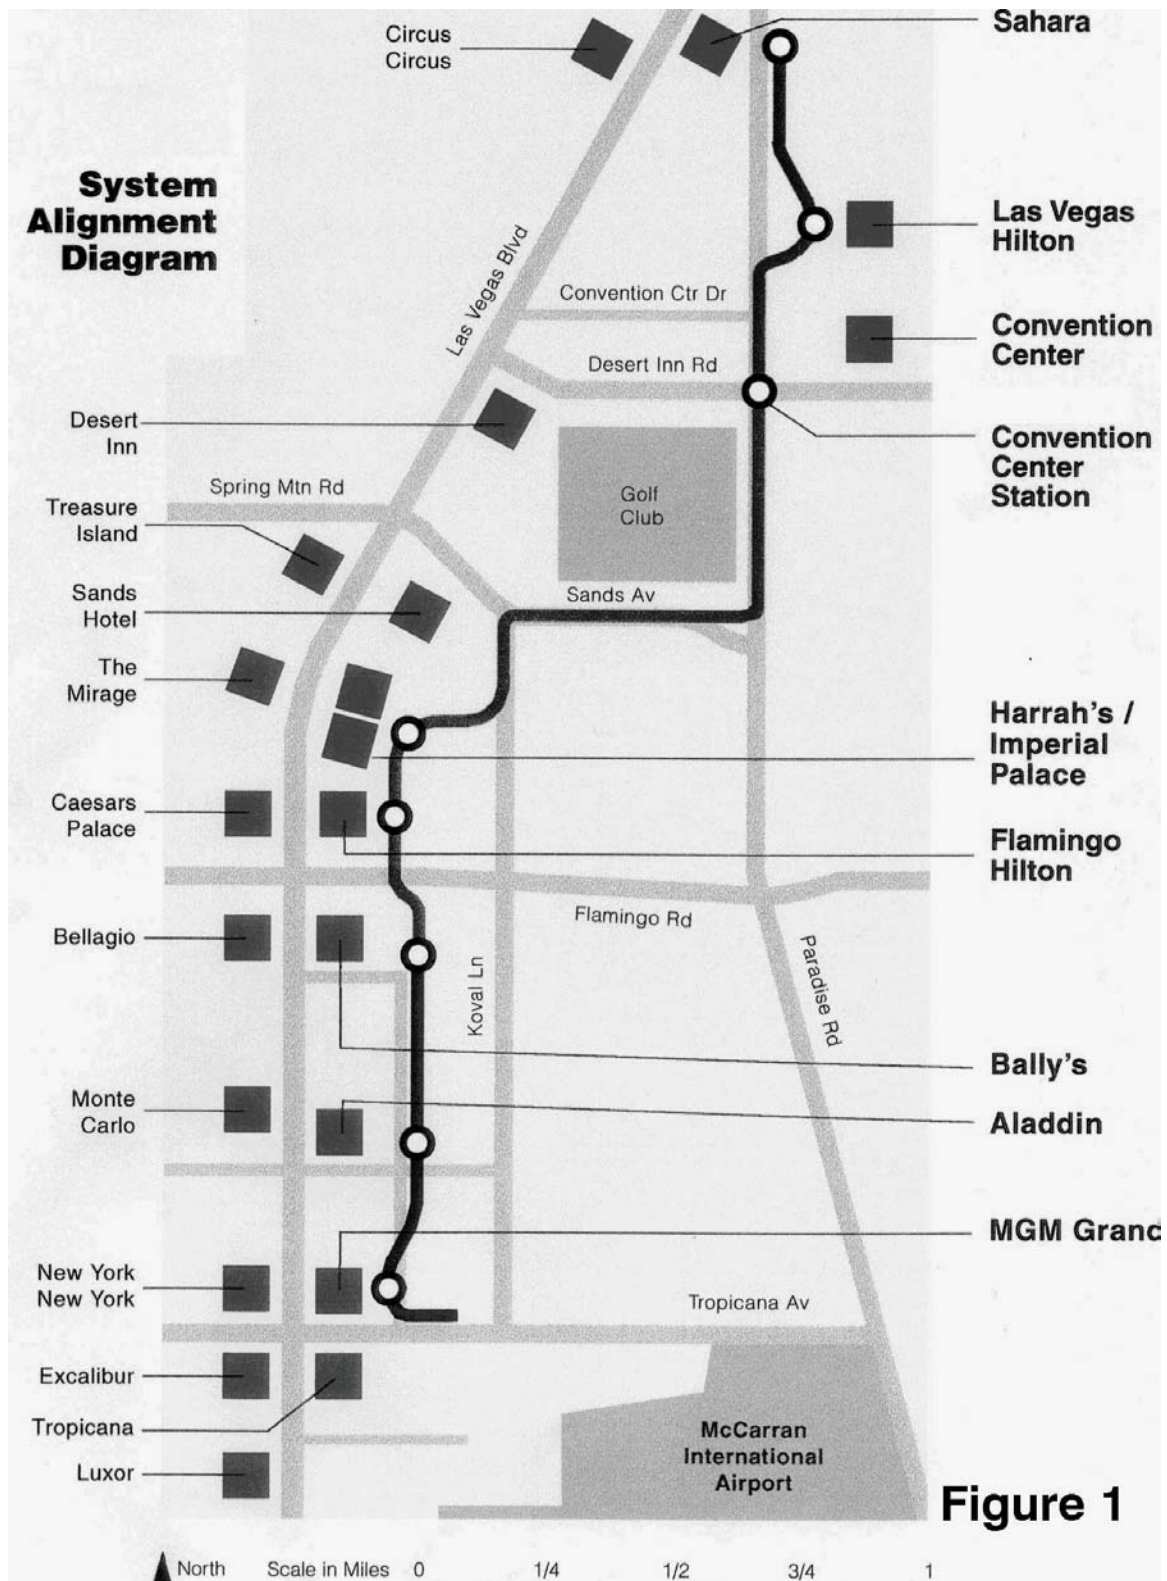 Circus
Circus
Sahara
System
Alignment
Diagram
Las Vegas
Hilton
Las Vegas Blvd
Convention Ctr Dr
Convention
Center
Desert Inn Rd
Desert
Inn
Convention
Center
Station
Spring Mtn Rd
Golf
Club
Treasure
Island
Sands
Hotel
Sands Av
The
Mirage
Harrah's /
Imperial
Palace
Caesars
Palace
Flamingo
Hilton
Flamingo Rd
Bellagio
Koval Ln
Paradise Rd
Bally's
Monte
Carlo
Aladdin
MGM Grand
New York
New York
Tropicana Av
Excalibur
Tropicana
McCarran
International
Airport
Luxor
Figure 1
North Scale in Miles 0 1/4 1/2 3/4 1